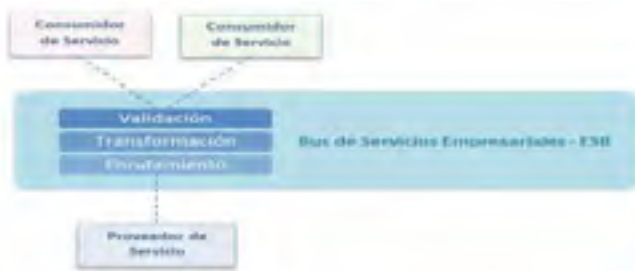 Consumidor
de Servicio
Consumidor
de Servicio
Validación
Transformación
Enrutamiento
Bus de Servicios Empresariales - ESB
Proveedor de
Servicio